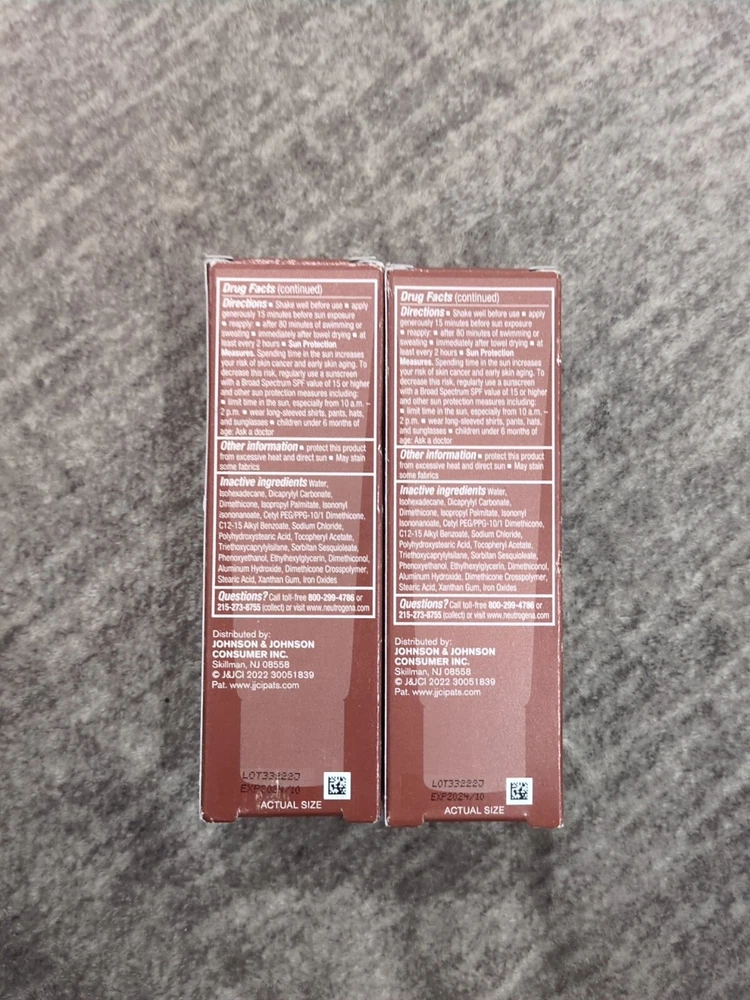 Drug Facts (continued)
Directions ▪ Shake well before use ▪ apply
generously 15 minutes before sun exposure
▪ reapply: ▪ after 80 minutes of swimming or
sweating ▪ immediately after towel drying ▪ at
least every 2 hours ▪ Sun Protection
Measures. Spending time in the sun increases
your risk of skin cancer and early skin aging. To
decrease this risk, regularly use a sunscreen
with a Broad Spectrum SPF value of 15 or higher
and other sun protection measures including:
▪ limit time in the sun, especially from 10 a.m. –
2 p.m. ▪ wear long-sleeved shirts, pants, hats,
and sunglasses ▪ children under 6 months of
age: Ask a doctor
Other information ▪ protect this product
from excessive heat and direct sun ▪ May stain
some fabrics
Inactive ingredients Water,
Isohexadecane, Dicaprylyl Carbonate,
Dimethicone, Isopropyl Palmitate, Isononyl
Isononanoate, Cetyl PEG/PPG-10/1 Dimethicone,
C12-15 Alkyl Benzoate, Sodium Chloride,
Polyhydroxystearic Acid, Tocopheryl Acetate,
Triethoxycaprylylsilane, Sorbitan Sesquioleate,
Phenoxyethanol, Ethylhexylglycerin, Dimethiconol,
Aluminum Hydroxide, Dimethicone Crosspolymer,
Stearic Acid, Xanthan Gum, Iron Oxides
Questions? Call toll-free 800-299-4786 or
215-273-8755 (collect) or visit www.neutrogena.com
Distributed by:
JOHNSON & JOHNSON
CONSUMER INC.
Skillman, NJ 08558
© J&JCI 2022 30051839
Pat. www.jjcipats.com
LOT33222J
EXP2024/10
ACTUAL SIZE
Drug Facts (continued)
Directions ▪ Shake well before use ▪ apply
generously 15 minutes before sun exposure
▪ reapply: ▪ after 80 minutes of swimming or
sweating ▪ immediately after towel drying ▪ at
least every 2 hours ▪ Sun Protection
Measures. Spending time in the sun increases
your risk of skin cancer and early skin aging. To
decrease this risk, regularly use a sunscreen
with a Broad Spectrum SPF value of 15 or higher
and other sun protection measures including:
▪ limit time in the sun, especially from 10 a.m. –
2 p.m. ▪ wear long-sleeved shirts, pants, hats,
and sunglasses ▪ children under 6 months of
age: Ask a doctor
Other information ▪ protect this product
from excessive heat and direct sun ▪ May stain
some fabrics
Inactive ingredients Water,
Isohexadecane, Dicaprylyl Carbonate,
Dimethicone, Isopropyl Palmitate, Isononyl
Isononanoate, Cetyl PEG/PPG-10/1 Dimethicone,
C12-15 Alkyl Benzoate, Sodium Chloride,
Polyhydroxystearic Acid, Tocopheryl Acetate,
Triethoxycaprylylsilane, Sorbitan Sesquioleate,
Phenoxyethanol, Ethylhexylglycerin, Dimethiconol,
Aluminum Hydroxide, Dimethicone Crosspolymer,
Stearic Acid, Xanthan Gum, Iron Oxides
Questions? Call toll-free 800-299-4786 or
215-273-8755 (collect) or visit www.neutrogena.com
Distributed by:
JOHNSON & JOHNSON
CONSUMER INC.
Skillman, NJ 08558
© J&JCI 2022 30051839
Pat. www.jjcipats.com
LOT33222J
EXP2024/10
ACTUAL SIZE